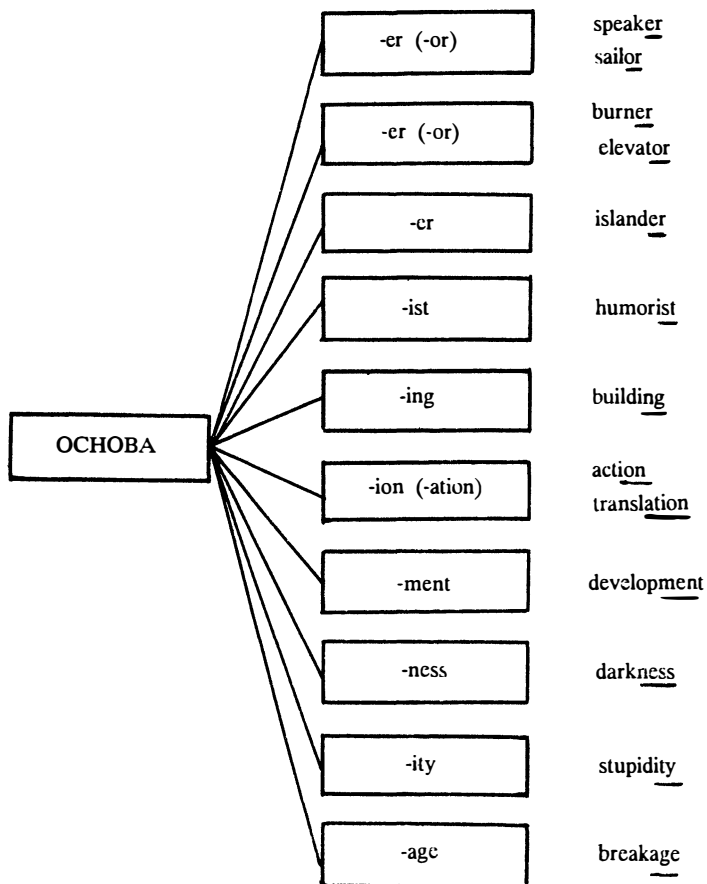 -er (-or)
speaker
sailor
-er (-or)
burner
elevator
-er
islander
-ist
humorist
-ing
building
ОСНОВА
-ion (-ation)
action
translation
-ment
development
-ness
darkness
-ity
stupidity
-age
breakage